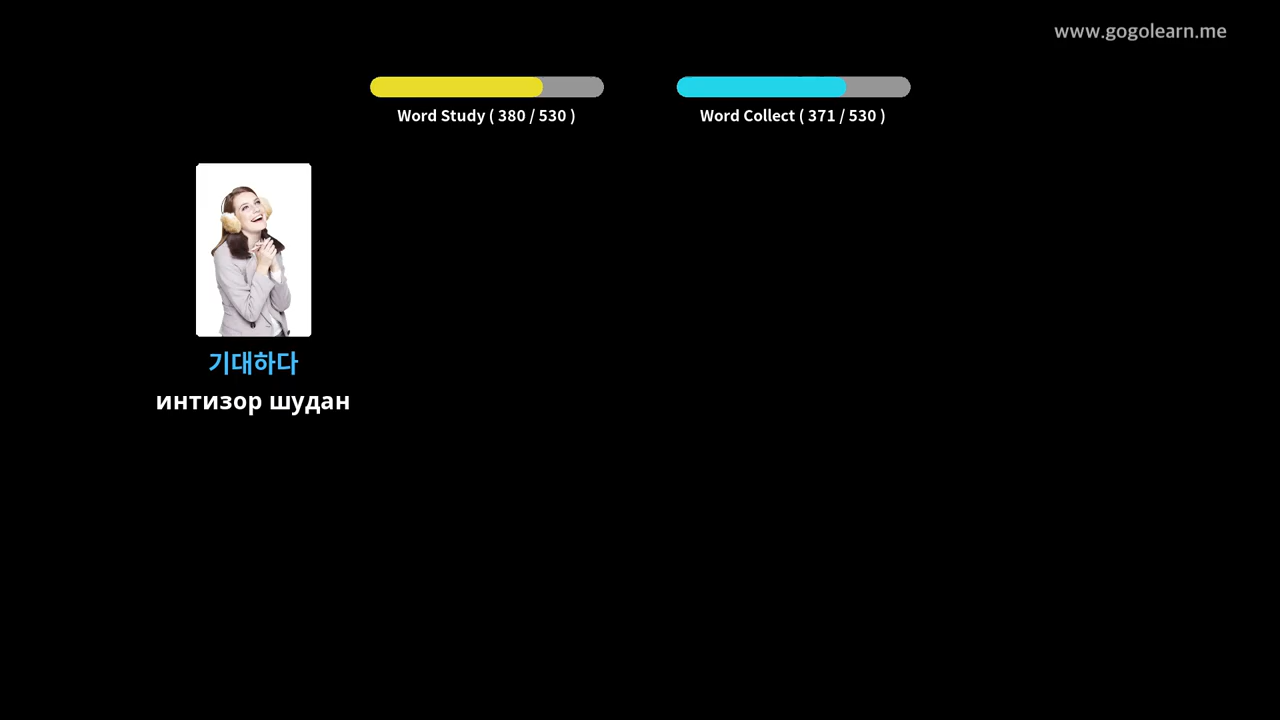 www.gogolearn.me
Word Study ( 380 / 530 )
Word Collect ( 371 / 530 )
기대하다
интизор шудан